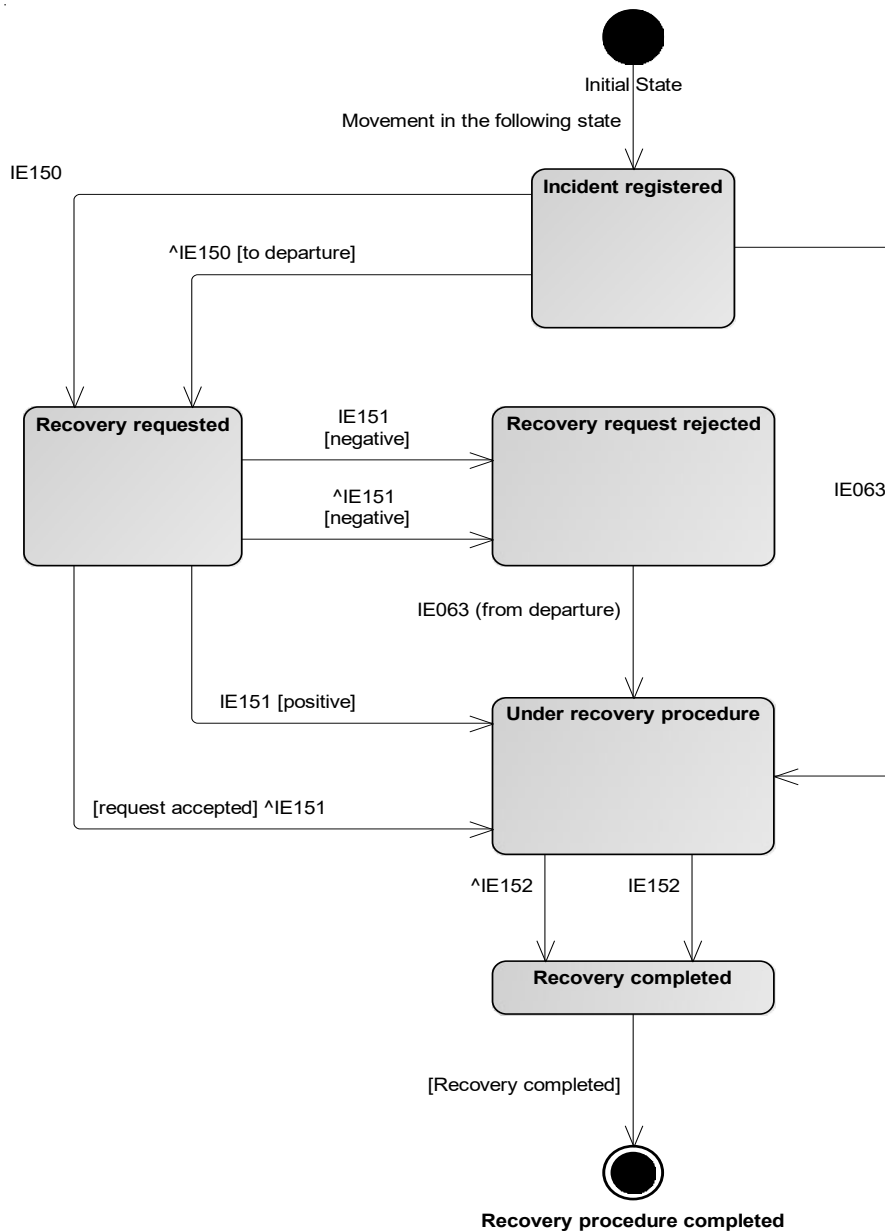 Initial State
Movement in the following state
IE150
Incident registered
^IE150 [to departure]
Recovery requested
IE151
[negative]
Recovery request rejected
IE063
^IE151
[negative]
IE063 (from departure)
IE151 [positive]
Under recovery procedure
[request accepted] ^IE151
^IE152
IE152
Recovery completed
[Recovery completed]
Recovery procedure completed